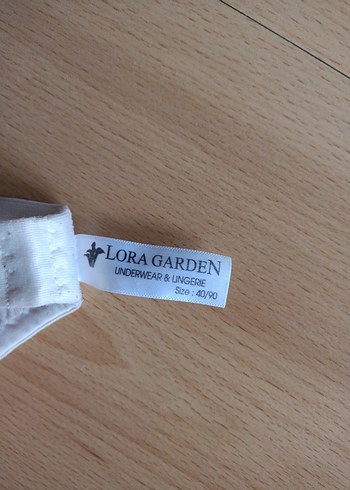 LORA GARDEN
UNDERWEAR & LINGERIE
Size : 40/90